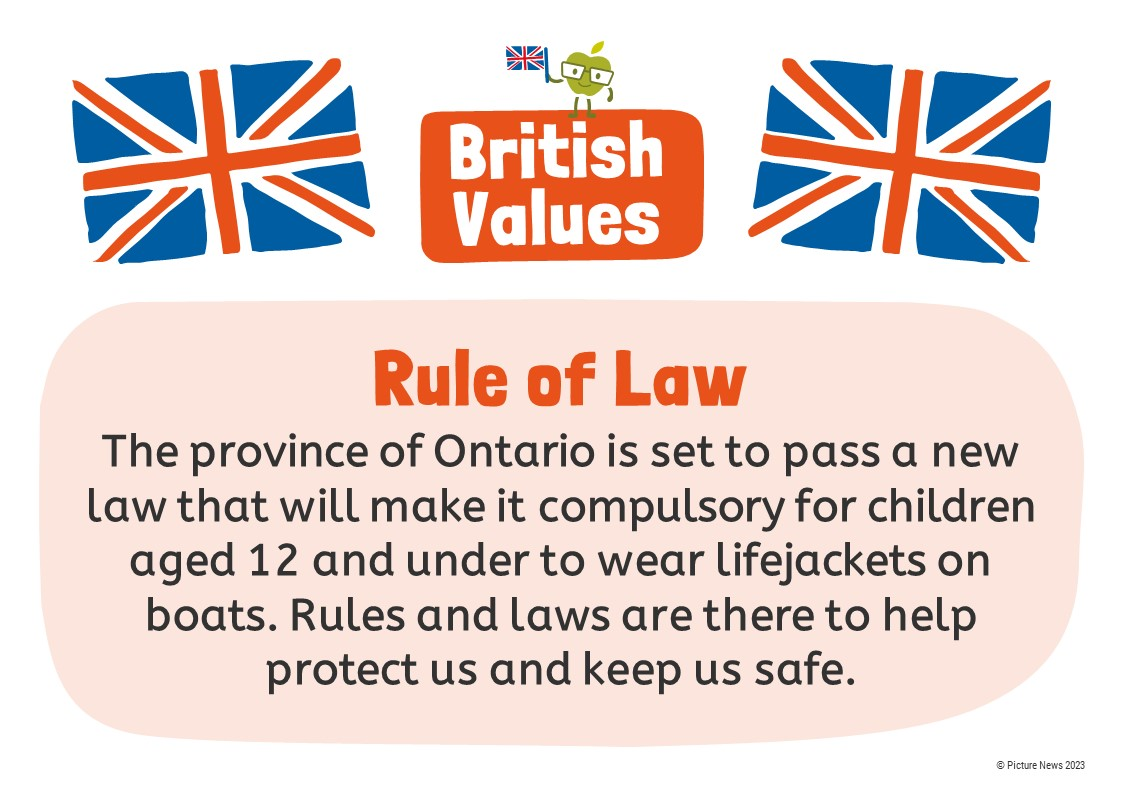 British
Values
Rule of Law
The province of Ontario is set to pass a new
law that will make it compulsory for children
aged 12 and under to wear lifejackets on
boats. Rules and laws are there to help
protect us and keep us safe.
© Picture News 2023